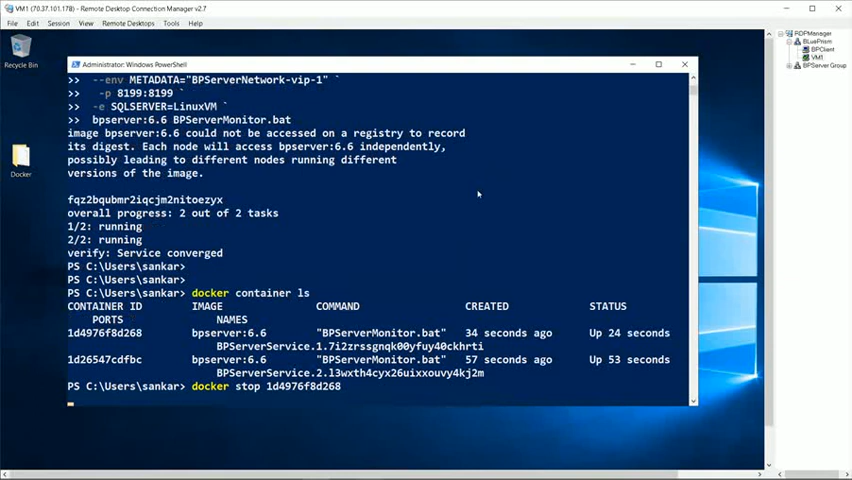 VM1 (70.37.101.178) - Remote Desktop Connection Manager v2.7
File Edit Session View Remote Desktops Tools Help
Recycle Bin
Docker
RDPManager
BLuePrism
BPClient
VM1
BPServer Group
Administrator: Windows PowerShell
>> --env METADATA="BPServerNetwork-vip-1" `
>> -p 8199:8199 `
>> -e SQLSERVER=LinuxVM `
>> bpserver:6.6 BPServerMonitor.bat
image bpserver:6.6 could not be accessed on a registry to record
its digest. Each node will access bpserver:6.6 independently,
possibly leading to different nodes running different
versions of the image.
fqz2bqubmr2iqcjm2nitoezyx
overall progress: 2 out of 2 tasks
1/2: running
2/2: running
verify: Service converged
PS C:\Users\sankar>
PS C:\Users\sankar>
PS C:\Users\sankar> docker container ls
CONTAINER ID IMAGE COMMAND CREATED STATUS
PORTS NAMES
1d4976f8d268 bpserver:6.6 "BPServerMonitor.bat" 34 seconds ago Up 24 seconds
BPServerService.1.7i2zrssgnqk00yfuy40ckhrti
1d26547cdfbc bpserver:6.6 "BPServerMonitor.bat" 57 seconds ago Up 53 seconds
BPServerService.2.l3wxth4cyx26uixxouvy4kj2m
PS C:\Users\sankar> docker stop 1d4976f8d268